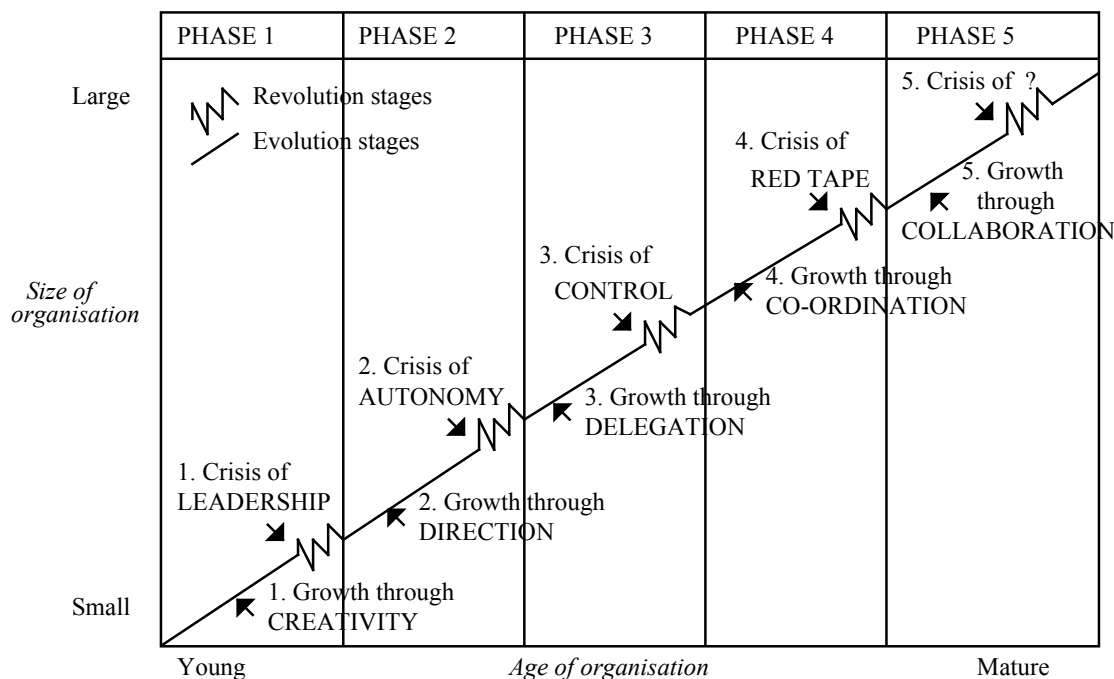 PHASE 1
PHASE 2
PHASE 3
PHASE 4
PHASE 5
Large
Revolution stages
Evolution stages
5. Crisis of ?
4. Crisis of
RED TAPE
5. Growth
through
COLLABORATION
3. Crisis of
CONTROL
4. Growth through
CO-ORDINATION
Size of
organisation
2. Crisis of
AUTONOMY
3. Growth through
DELEGATION
1. Crisis of
LEADERSHIP
2. Growth through
DIRECTION
Small
1. Growth through
CREATIVITY
Young
Age of organisation
Mature